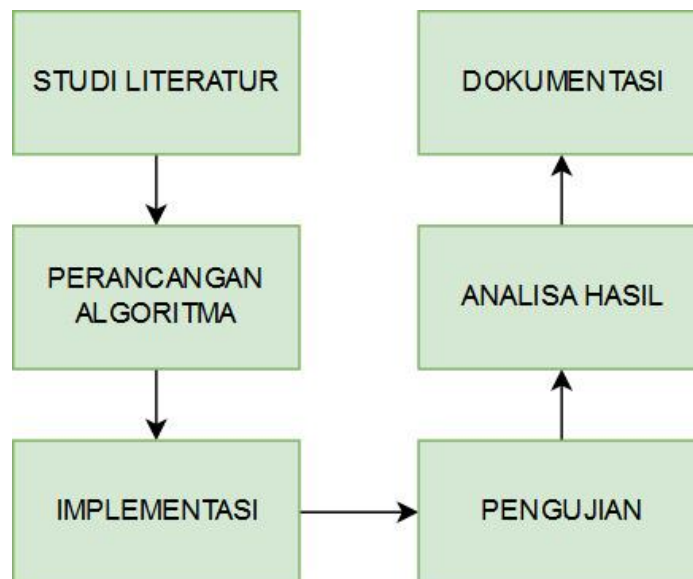 STUDI LITERATUR
PERANCANGAN
ALGORITMA
IMPLEMENTASI
PENGUJIAN
ANALISA HASIL
DOKUMENTASI